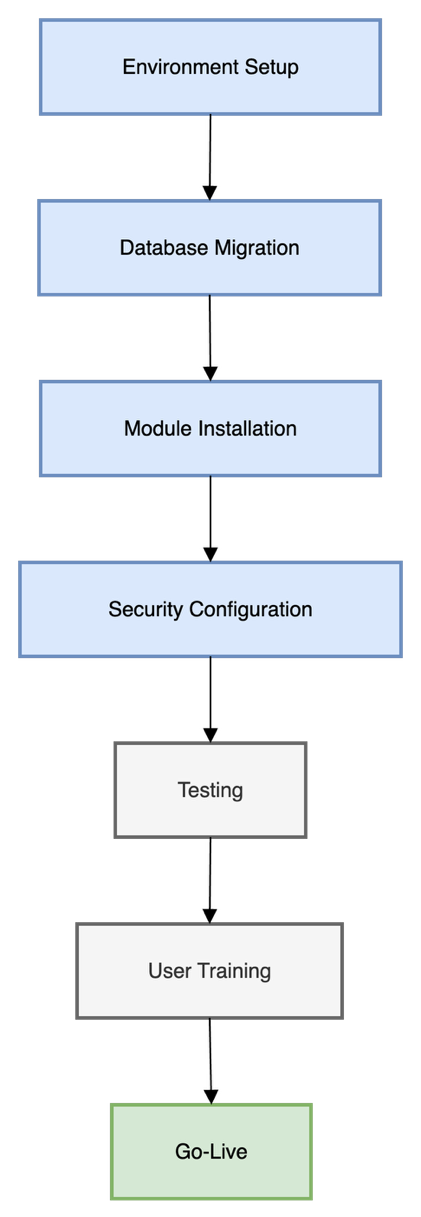 Environment Setup
Database Migration
Module Installation
Security Configuration
Testing
User Training
Go-Live